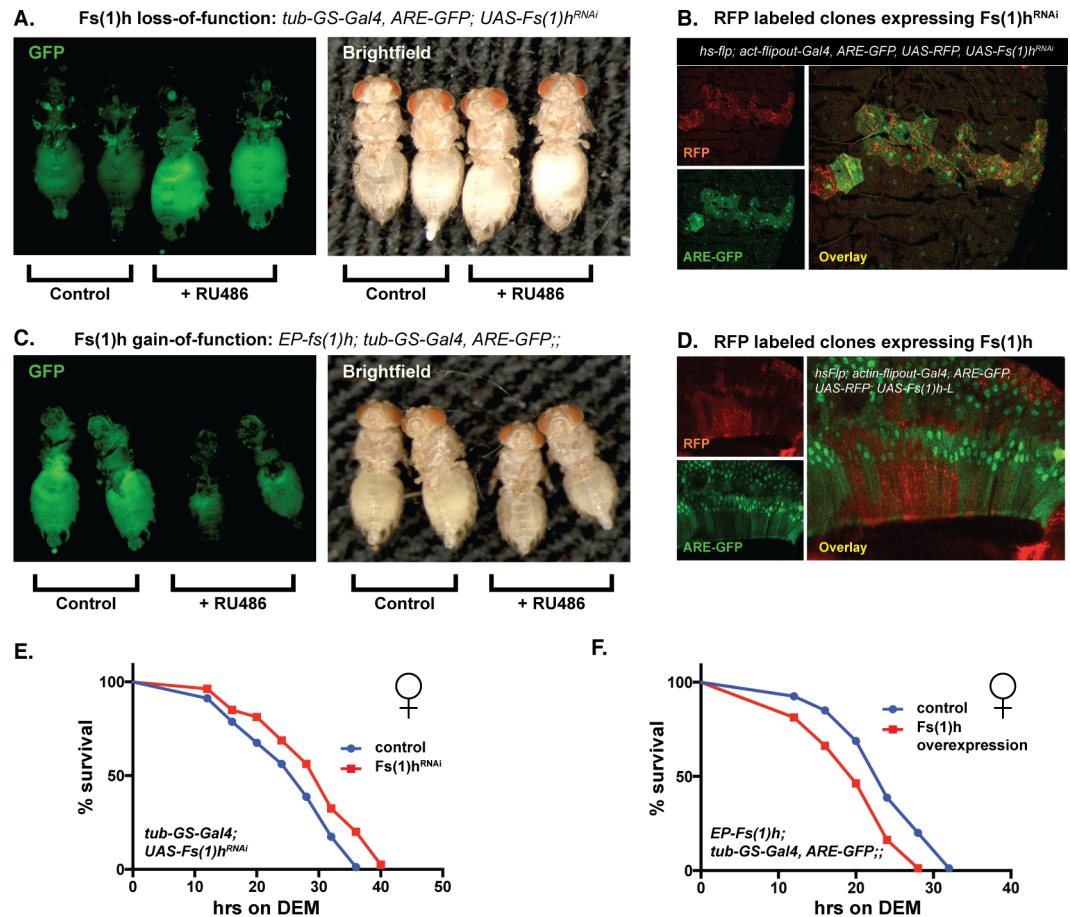 A. Fs(1)h loss-of-function: tub-GS-Gal4, ARE-GFP; UAS-Fs(1)hRNAi
GFP
Brightfield
Control
+ RU486
Control
+ RU486
B. RFP labeled clones expressing Fs(1)hRNAi
hs-flp; act-flipout-Gal4, ARE-GFP, UAS-RFP, UAS-Fs(1)hRNAi
RFP
ARE-GFP
Overlay
C. Fs(1)h gain-of-function: EP-fs(1)h; tub-GS-Gal4, ARE-GFP;;
GFP
Brightfield
Control
+ RU486
Control
+ RU486
D. RFP labeled clones expressing Fs(1)h
hsFlp; actin-flipout-Gal4, ARE-GFP,
UAS-RFP; UAS-Fs(1)h-L
RFP
ARE-GFP
Overlay
E.
% survival
100
50
0
control
Fs(1)hRNAi
tub-GS-Gal4;
UAS-Fs(1)hRNAi
0 10 20 30 40 50
hrs on DEM
F.
% survival
100
50
0
control
Fs(1)h
overexpression
EP-Fs(1)h;
tub-GS-Gal4, ARE-GFP;;
0 10 20 30 40
hrs on DEM